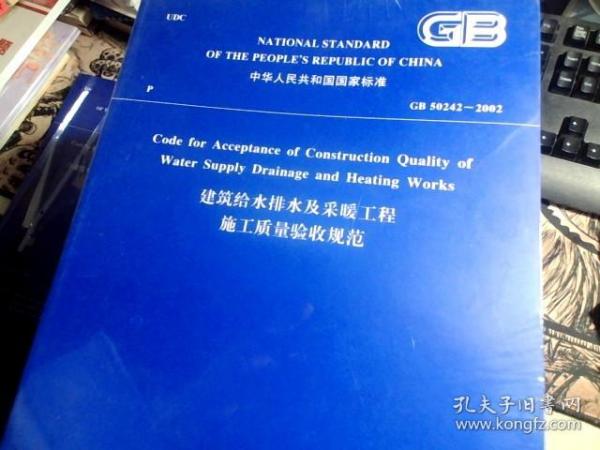 UDC
GB
NATIONAL STANDARD
OF THE PEOPLE'S REPUBLIC OF CHINA
中华人民共和国国家标准
P
GB 50242－2002
Code for Acceptance of Construction Quality of
Water Supply Drainage and Heating Works
建筑给水排水及采暖工程
施工质量验收规范
孔夫子旧书网
www.kongfz.com